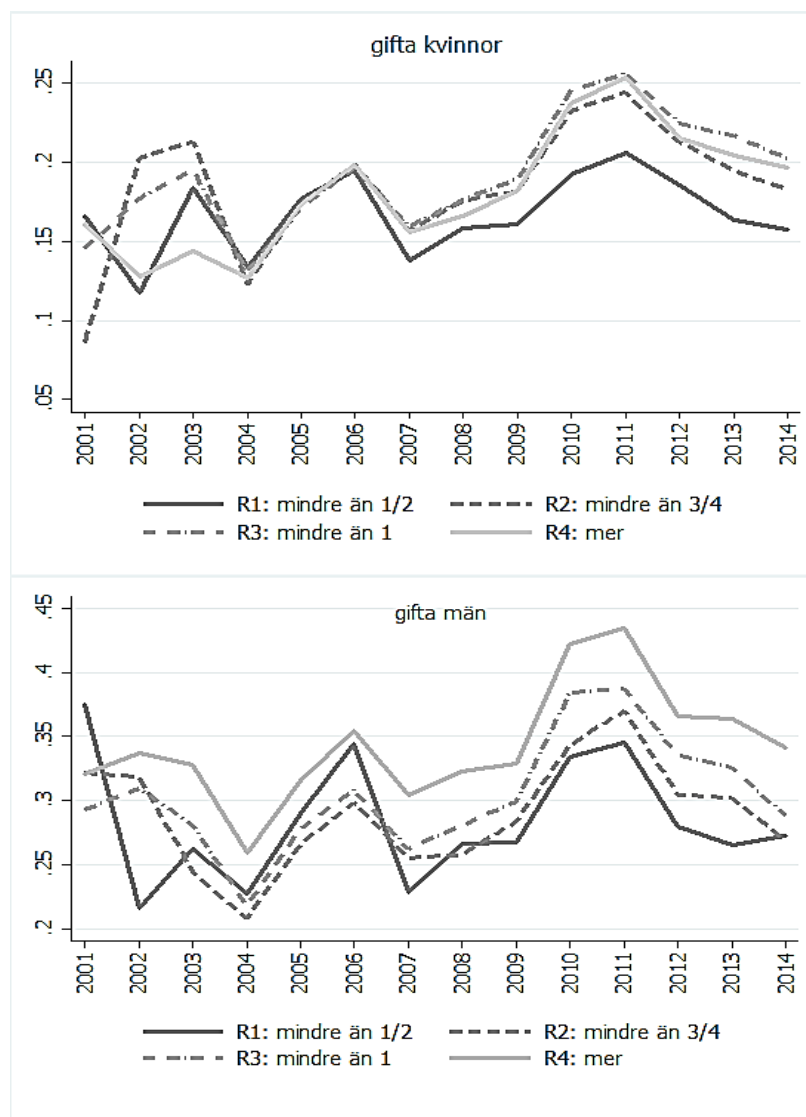 gifta kvinnor
.25
.2
.15
.1
.05
2001 2002 2003 2004 2005 2006 2007 2008 2009 2010 2011 2012 2013 2014
R1: mindre än 1/2 R2: mindre än 3/4
R3: mindre än 1 R4: mer
gifta män
.45
.4
.35
.3
.25
.2
2001 2002 2003 2004 2005 2006 2007 2008 2009 2010 2011 2012 2013 2014
R1: mindre än 1/2 R2: mindre än 3/4
R3: mindre än 1 R4: mer